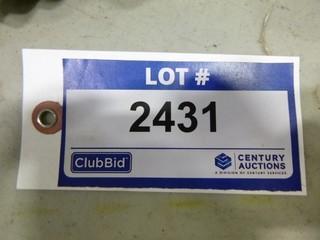 LOT #
2431
ClubBid
CENTURY
AUCTIONS
A DIVISION OF CENTURY SERVICES